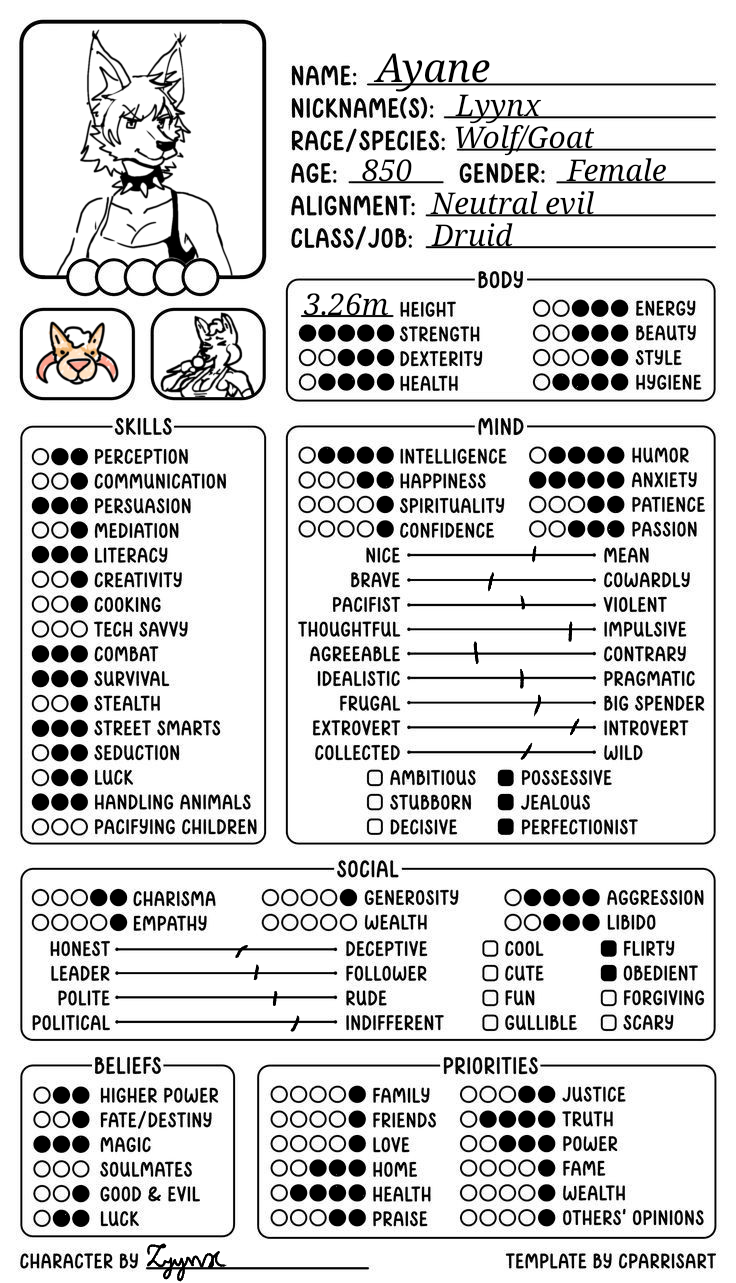 NAME: Ayane
NICKNAME(S): Lyynx
RACE/SPECIES: Wolf/Goat
AGE: 850 GENDER: Female
ALIGNMENT: Neutral evil
CLASS/JOB: Druid
BODY
3.26m HEIGHT ENERGY
STRENGTH BEAUTY
DEXTERITY STYLE
HEALTH HYGIENE
SKILLS
PERCEPTION
COMMUNICATION
PERSUASION
MEDIATION
LITERACY
CREATIVITY
COOKING
TECH SAVVY
COMBAT
SURVIVAL
STEALTH
STREET SMARTS
SEDUCTION
LUCK
HANDLING ANIMALS
PACIFYING CHILDREN
MIND
INTELLIGENCE HUMOR
HAPPINESS ANXIETY
SPIRITUALITY PATIENCE
CONFIDENCE PASSION
NICE MEAN
BRAVE COWARDLY
PACIFIST VIOLENT
THOUGHTFUL IMPULSIVE
AGREEABLE CONTRARY
IDEALISTIC PRAGMATIC
FRUGAL BIG SPENDER
EXTROVERT INTROVERT
COLLECTED WILD
AMBITIOUS POSSESSIVE
STUBBORN JEALOUS
DECISIVE PERFECTIONIST
SOCIAL
CHARISMA GENEROSITY AGGRESSION
EMPATHY WEALTH LIBIDO
HONEST DECEPTIVE COOL FLIRTY
LEADER FOLLOWER CUTE OBEDIENT
POLITE RUDE FUN FORGIVING
POLITICAL INDIFFERENT GULLIBLE SCARY
BELIEFS
HIGHER POWER
FATE/DESTINY
MAGIC
SOULMATES
GOOD & EVIL
LUCK
PRIORITIES
FAMILY JUSTICE
FRIENDS TRUTH
LOVE POWER
HOME FAME
HEALTH WEALTH
PRAISE OTHERS' OPINIONS
CHARACTER BY Lyynx TEMPLATE BY CPARRISART